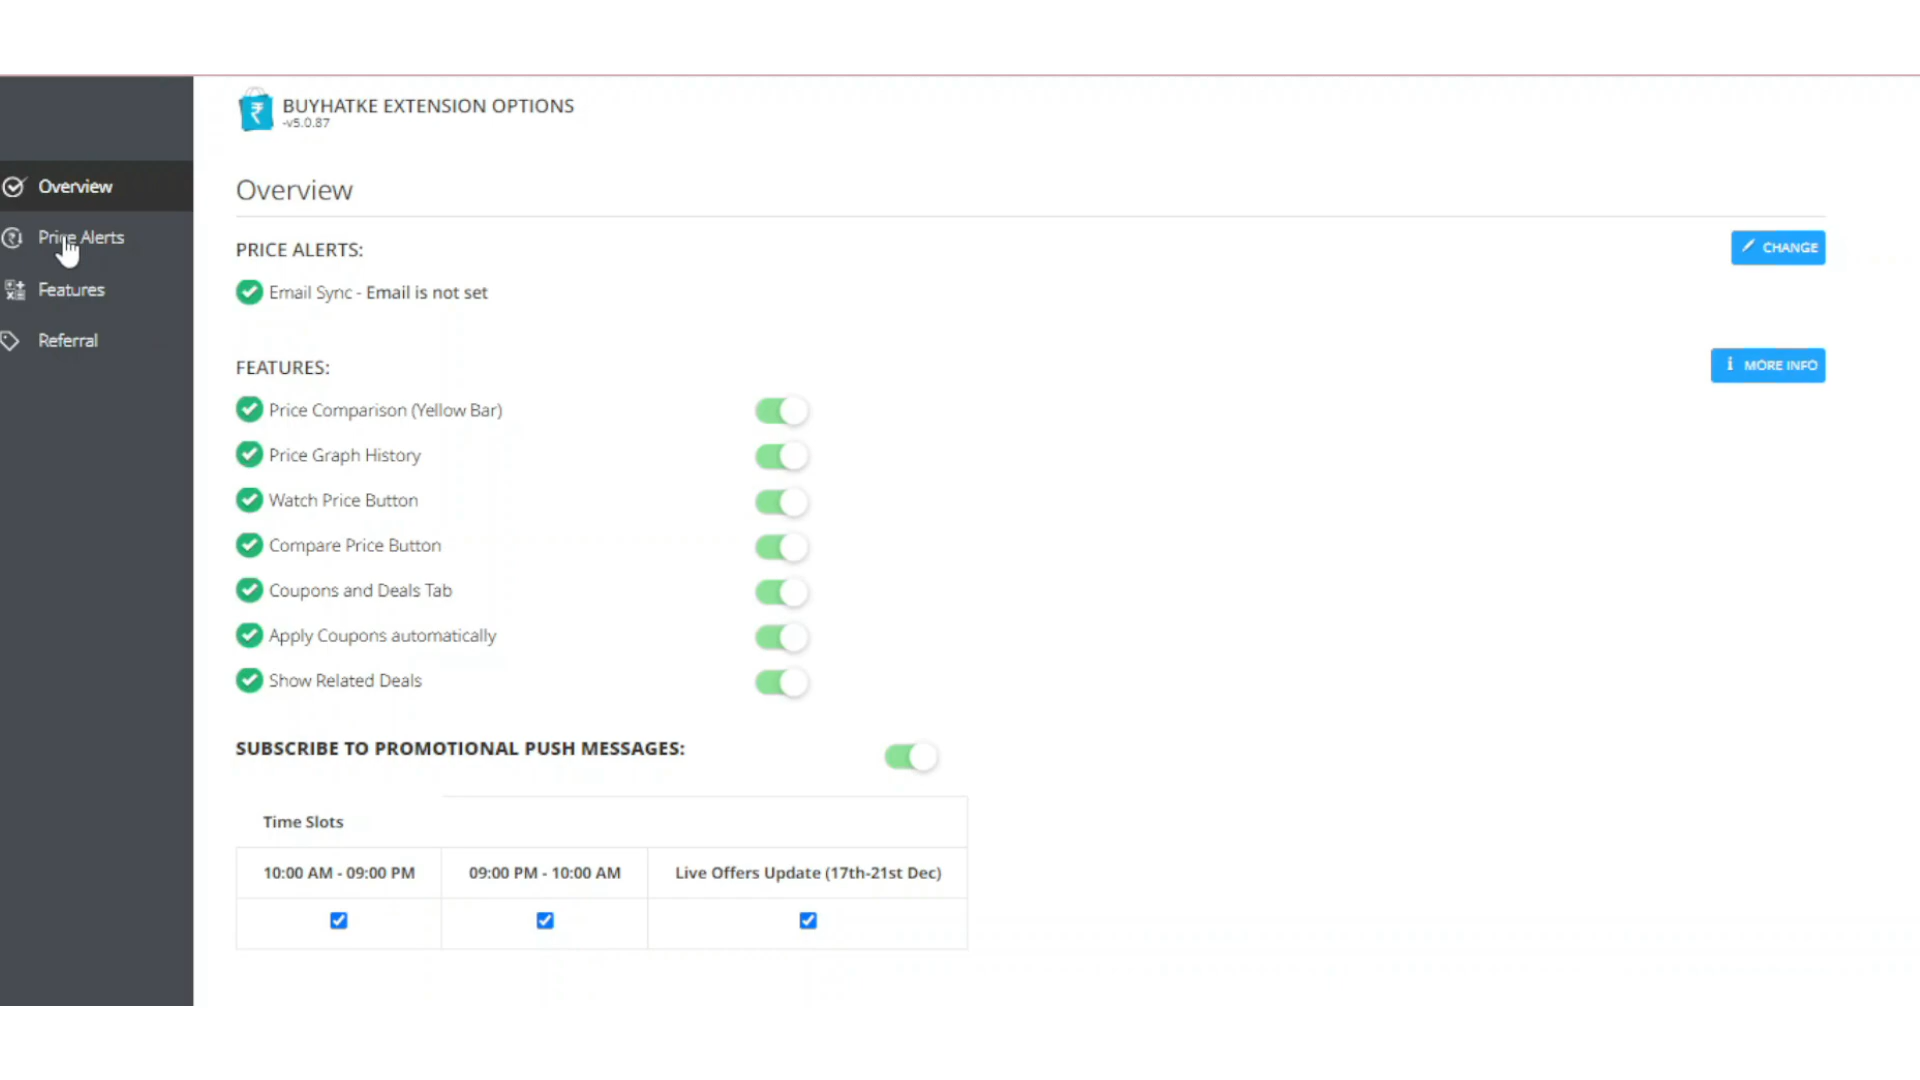 BUYHATKE EXTENSION OPTIONS
-v5.0.87
Overview
Price Alerts
Features
Referral
Overview
PRICE ALERTS:
CHANGE
Email Sync - Email is not set
FEATURES:
MORE INFO
Price Comparison (Yellow Bar)
Price Graph History
Watch Price Button
Compare Price Button
Coupons and Deals Tab
Apply Coupons automatically
Show Related Deals
SUBSCRIBE TO PROMOTIONAL PUSH MESSAGES:
Time Slots
10:00 AM - 09:00 PM
09:00 PM - 10:00 AM
Live Offers Update (17th-21st Dec)